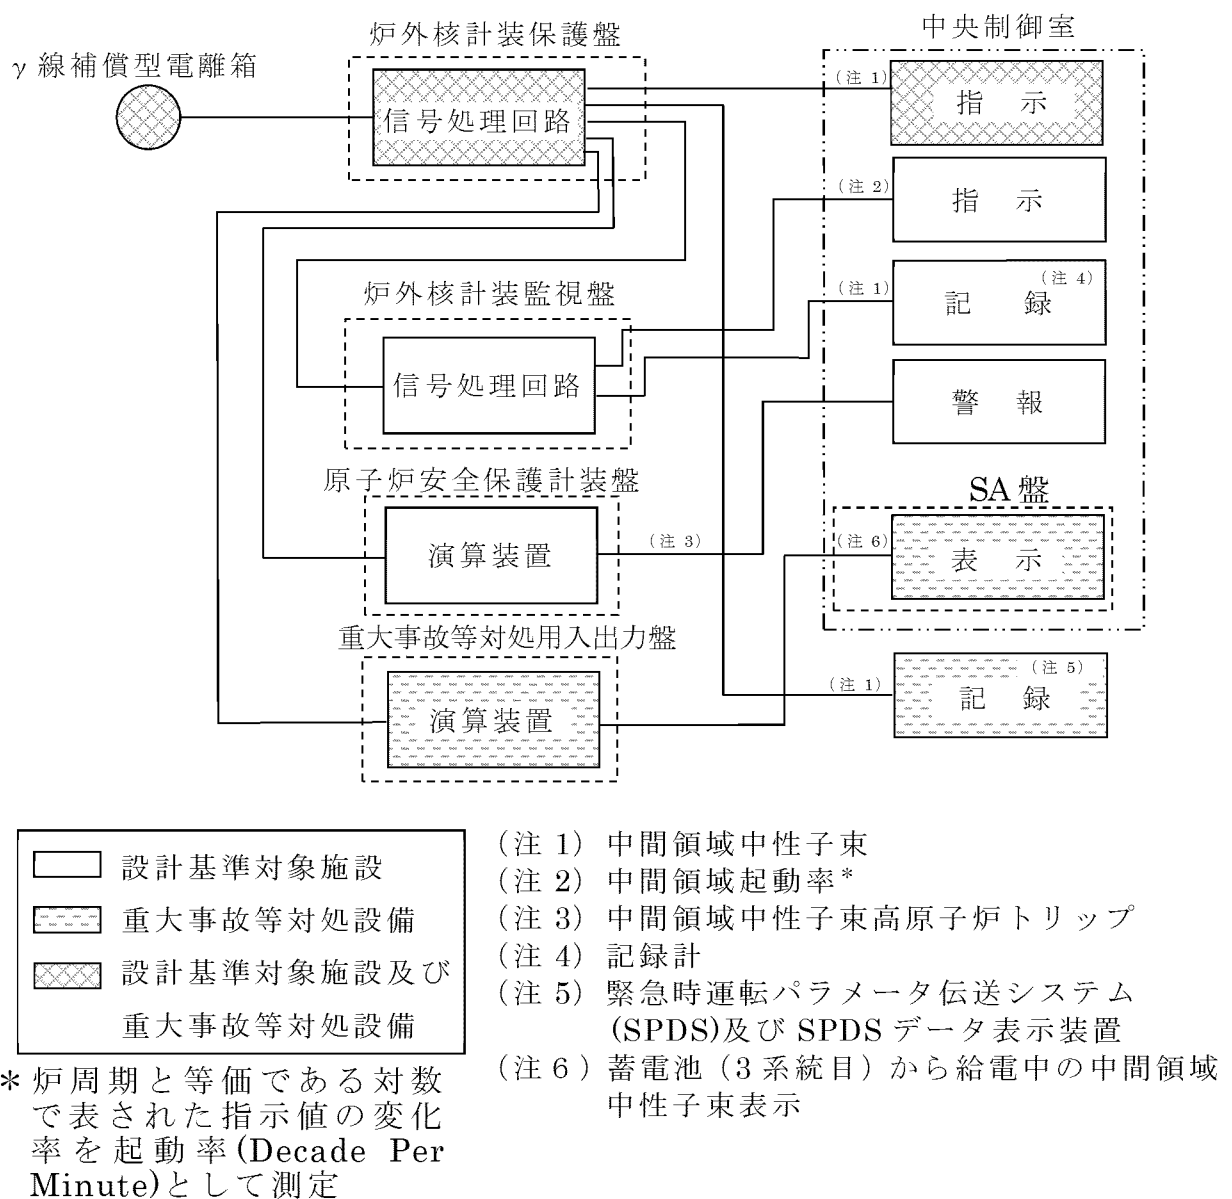 炉外核計装保護盤
中央制御室
γ線補償型電離箱
信号処理回路
(注 1)
指 示
(注 2)
指 示
炉外核計装監視盤
(注 1)
記 録
(注 4)
信号処理回路
警 報
原子炉安全保護計装盤
SA 盤
演算装置
(注 3)
(注 6)
表 示
重大事故等対処用入出力盤
演算装置
(注 1)
記 録
(注 5)
設計基準対象施設
重大事故等対処設備
設計基準対象施設及び
重大事故等対処設備
(注 1) 中間領域中性子束
(注 2) 中間領域起動率*
(注 3) 中間領域中性子束高原子炉トリップ
(注 4) 記録計
(注 5) 緊急時運転パラメータ伝送システム
(SPDS)及び SPDS データ表示装置
(注 6) 蓄電池（3 系統目）から給電中の中間領域
中性子束表示
＊炉周期と等価である対数
で表された指示値の変化
率を起動率(Decade Per
Minute)として測定